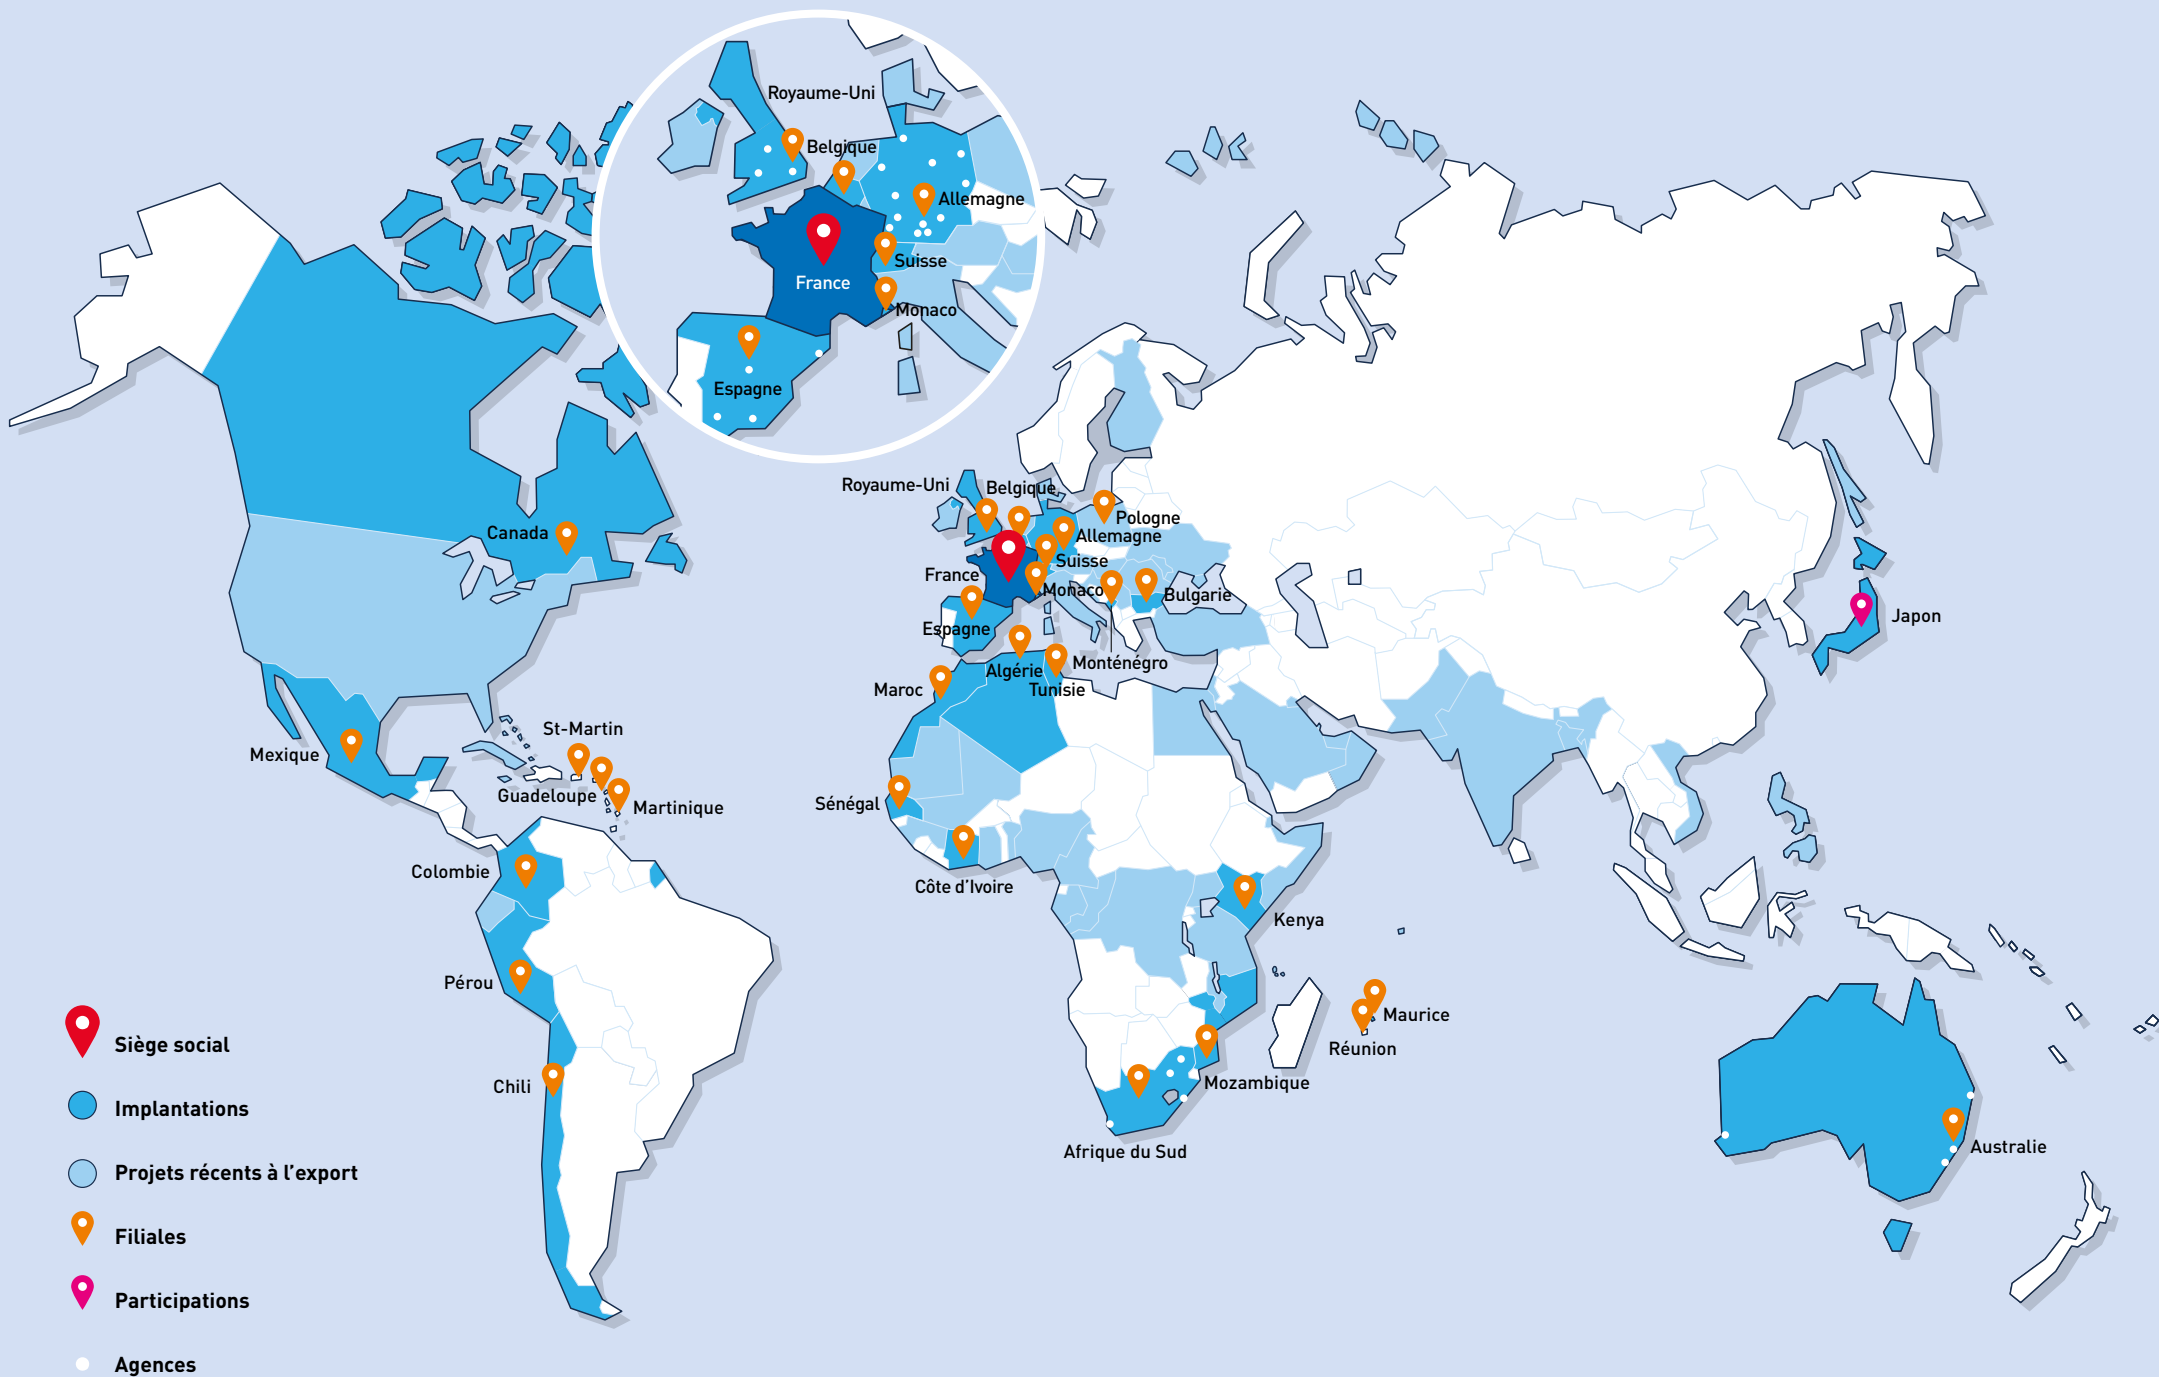 Royaume-Uni
Belgique
Allemagne
Suisse
France
Monaco
Espagne
Royaume-Uni
Belgique
Pologne
Allemagne
Canada
Suisse
France
Monaco
Bulgarie
Japon
Espagne
Algérie
Monténégro
Maroc
Tunisie
St-Martin
Mexique
Guadeloupe
Martinique
Sénégal
Colombie
Côte d'Ivoire
Kenya
Pérou
Maurice
Réunion
Chili
Mozambique
Afrique du Sud
Australie
Siège social
Implantations
Projets récents à l'export
Filiales
Participations
Agences